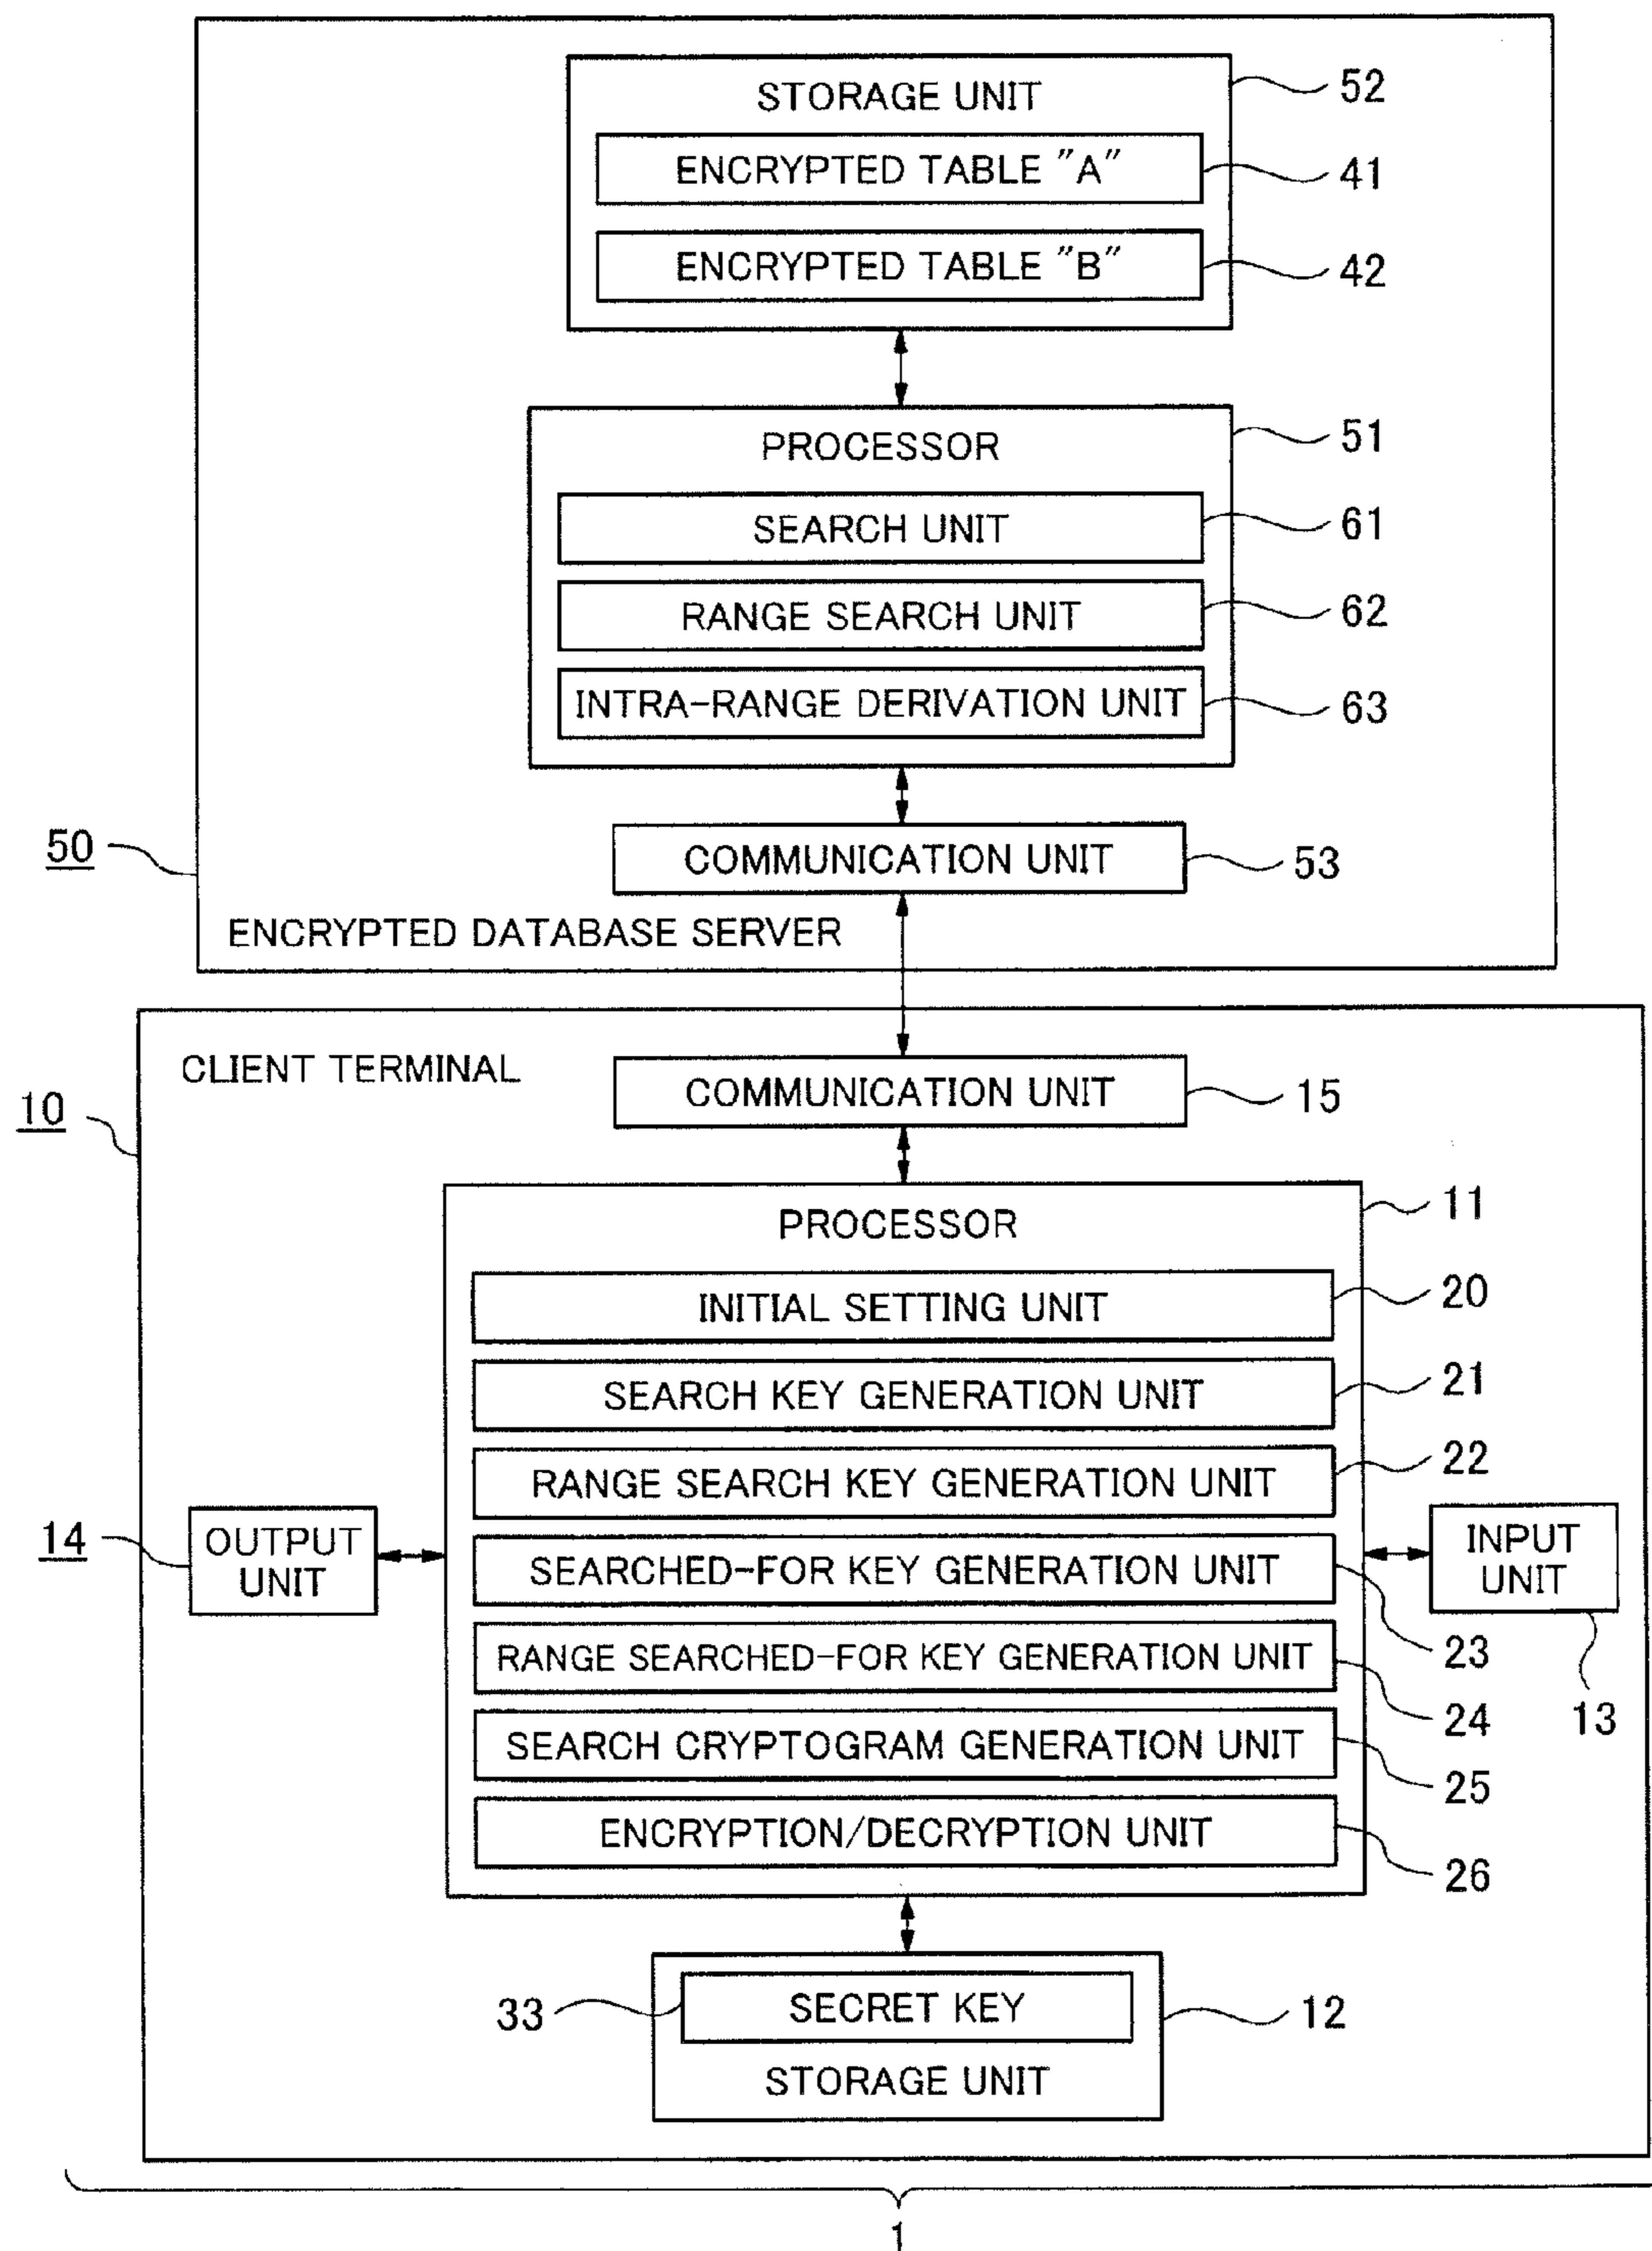 STORAGE UNIT
52
ENCRYPTED TABLE "A"
41
ENCRYPTED TABLE "B"
42
PROCESSOR
51
SEARCH UNIT
61
RANGE SEARCH UNIT
62
INTRA-RANGE DERIVATION UNIT
63
50
COMMUNICATION UNIT
53
ENCRYPTED DATABASE SERVER
CLIENT TERMINAL
10
COMMUNICATION UNIT
15
PROCESSOR
11
INITIAL SETTING UNIT
20
SEARCH KEY GENERATION UNIT
21
RANGE SEARCH KEY GENERATION UNIT
22
14
OUTPUT
UNIT
SEARCHED-FOR KEY GENERATION UNIT
23
INPUT
UNIT
13
RANGE SEARCHED-FOR KEY GENERATION UNIT
24
SEARCH CRYPTOGRAM GENERATION UNIT
25
ENCRYPTION/DECRYPTION UNIT
26
33
SECRET KEY
12
STORAGE UNIT
1